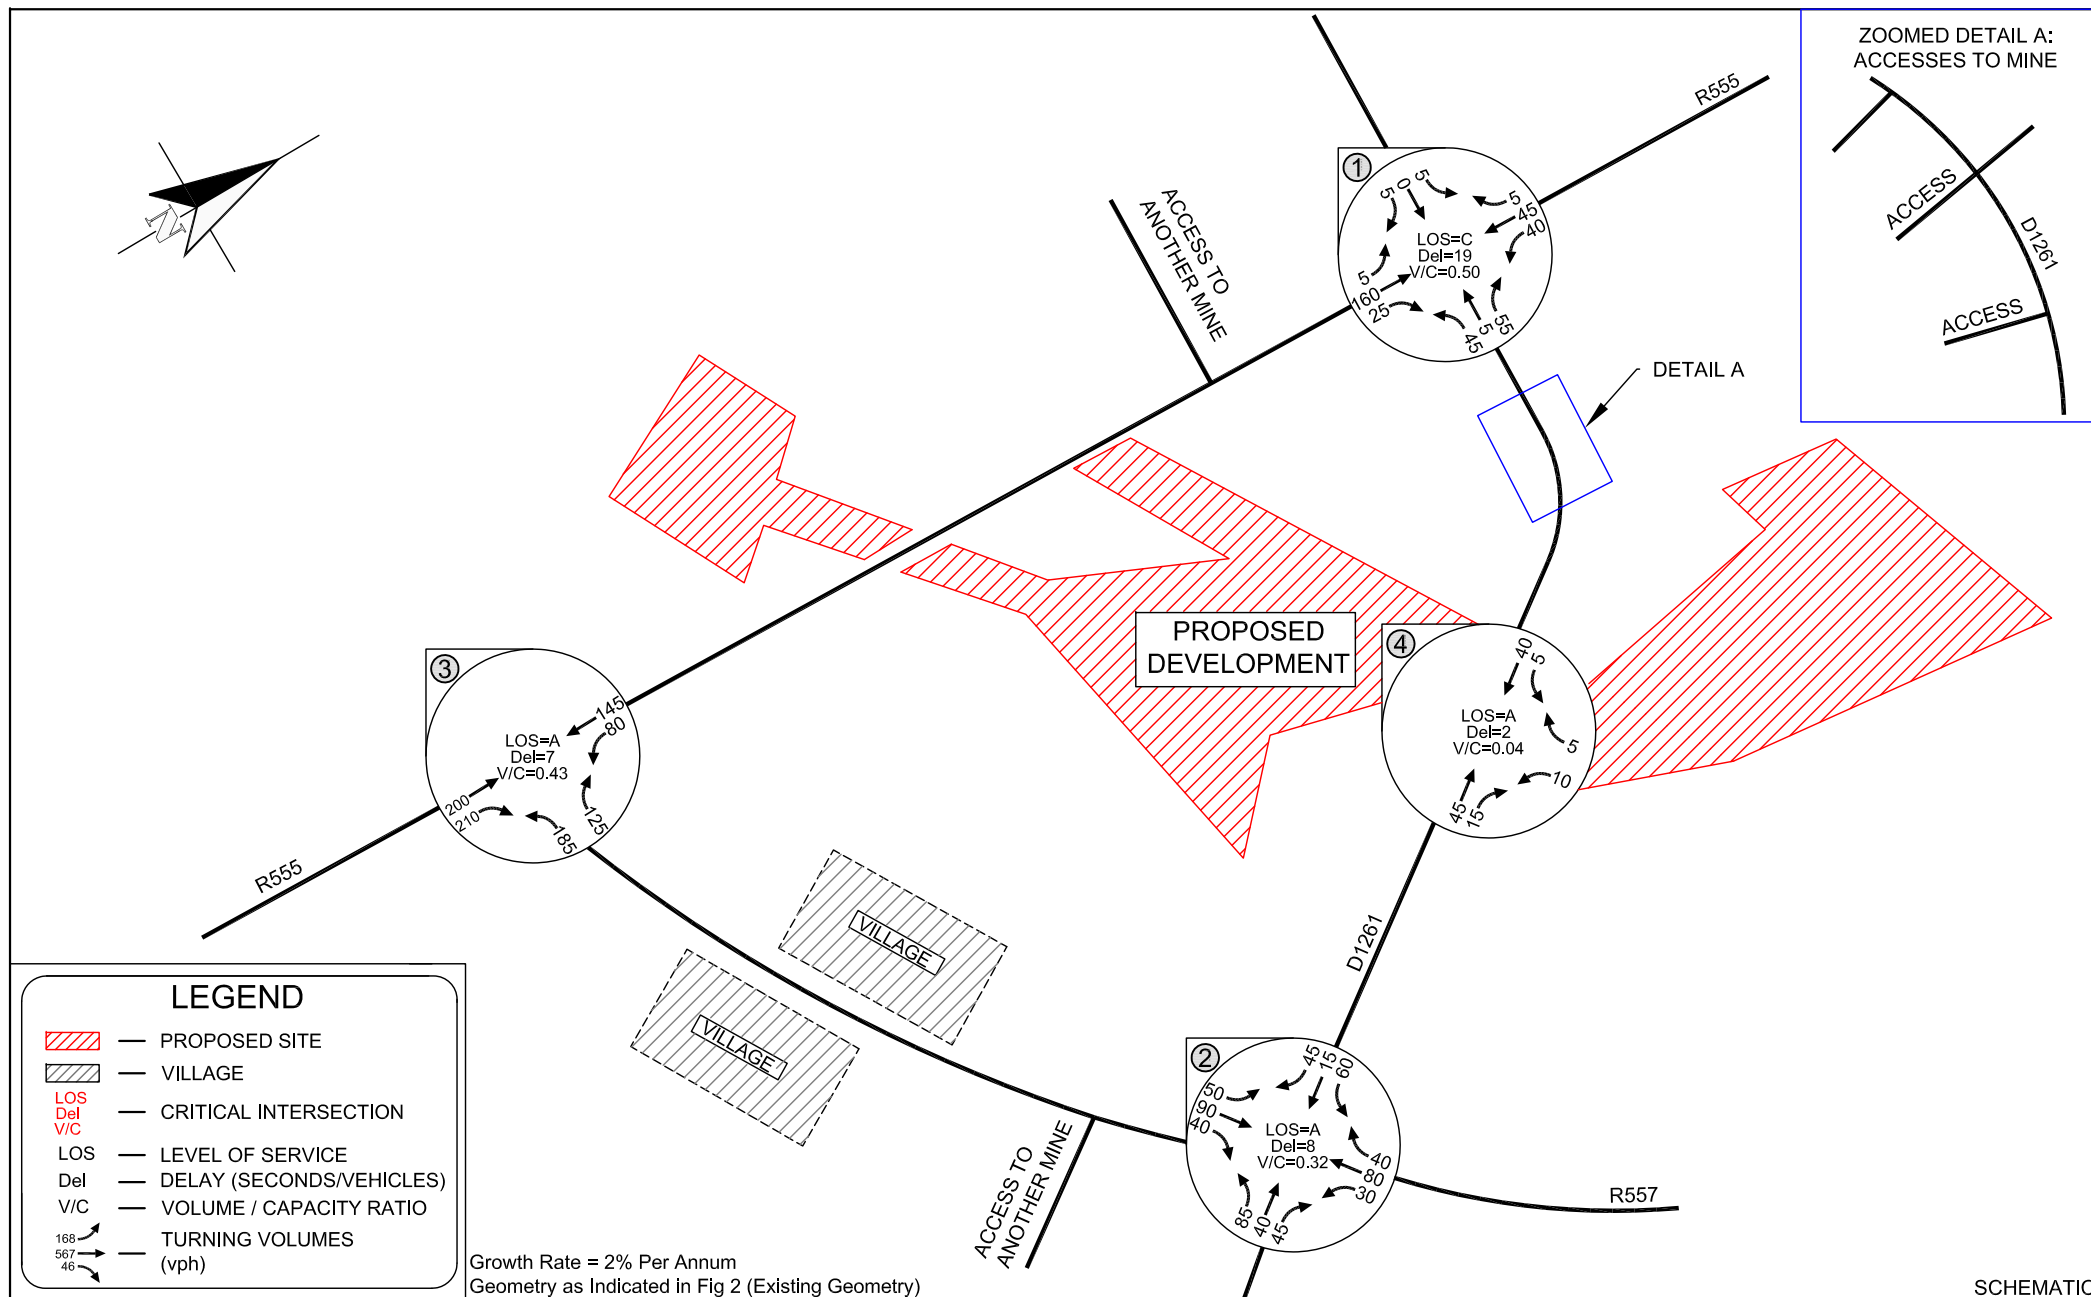 ZOOMED DETAIL A:
ACCESSES TO MINE
ACCESS
D1261
ACCESS
R555
N
ACCESS TO
ANOTHER MINE
1
5
0
5
5
45
40
LOS=C
Del=19
V/C=0.50
5
160
25
45
5
55
DETAIL A
PROPOSED
DEVELOPMENT
4
40
5
LOS=A
Del=2
V/C=0.04
5
10
45
15
3
145
80
LOS=A
Del=7
V/C=0.43
200
210
185
125
R555
VILLAGE
VILLAGE
D1261
2
45
15
60
50
90
40
LOS=A
Del=8
V/C=0.32
40
80
30
85
40
45
R557
ACCESS TO
ANOTHER MINE
LEGEND
PROPOSED SITE
VILLAGE
LOS
Del
V/C
CRITICAL INTERSECTION
LOS LEVEL OF SERVICE
Del DELAY (SECONDS/VEHICLES)
V/C VOLUME / CAPACITY RATIO
168
567
46
TURNING VOLUMES
(vph)
Growth Rate = 2% Per Annum
Geometry as Indicated in Fig 2 (Existing Geometry)
SCHEMATIC